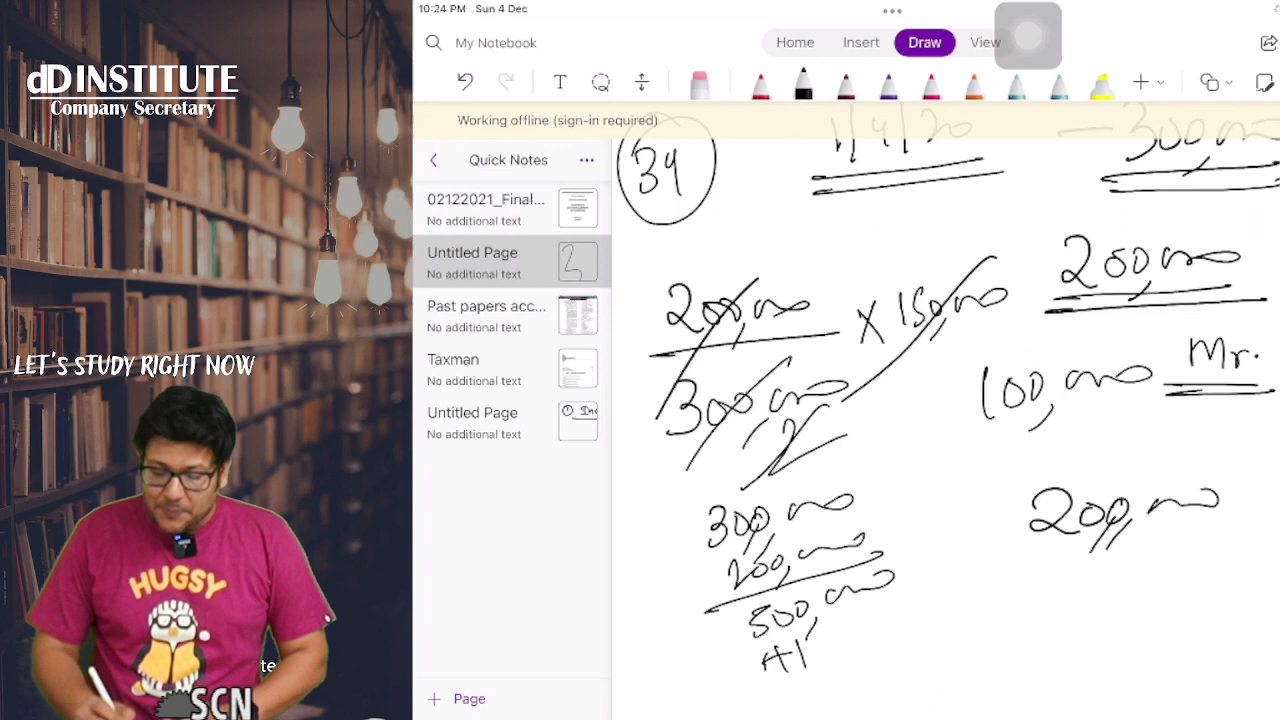 10:24 PM Sun 4 Dec
dD INSTITUTE
Company Secretary
LET'S STUDY RIGHT NOW
HUGSY
te
SCN
My Notebook
Home Insert Draw View
T
Working offline (sign-in required)
Quick Notes
02122021_Final...
No additional text
Untitled Page
No additional text
Past papers acc...
No additional text
Taxman
No additional text
Untitled Page
No additional text
+ Page
34
1/4/20
- 300,000
200,000
200,000 X 150,000
300,000
2
100,000 Mr.
300,000
200,000
200,000
500,000